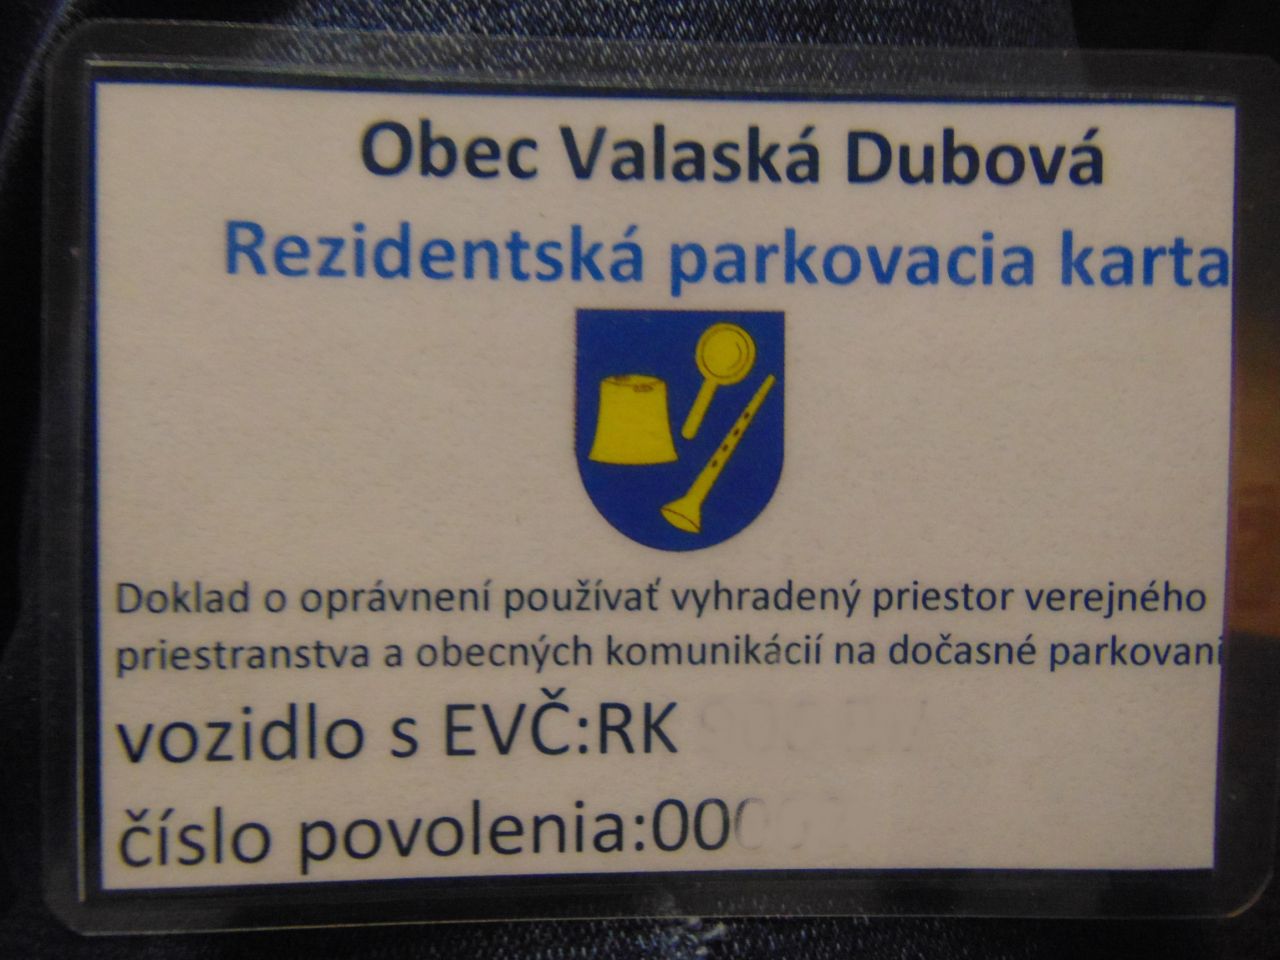 Obec Valaská Dubová
Rezidentská parkovacia karta
Doklad o oprávnení používať vyhradený priestor verejného
priestranstva a obecných komunikácií na dočasné parkovani
vozidlo s EVČ:RK
číslo povolenia:00